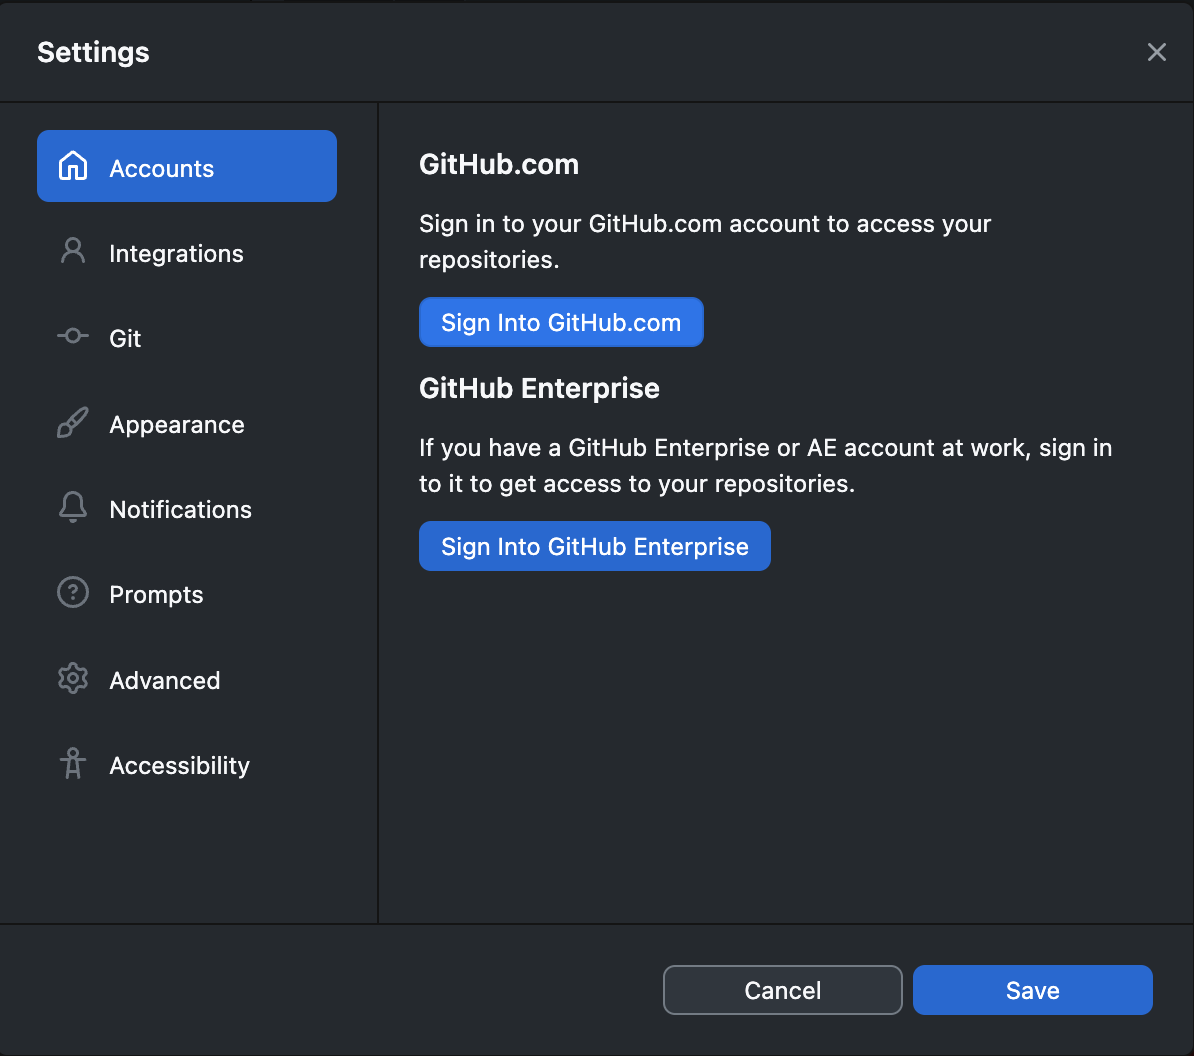 Settings
Accounts
Integrations
Git
Appearance
Notifications
Prompts
Advanced
Accessibility
GitHub.com
Sign in to your GitHub.com account to access your
repositories.
Sign Into GitHub.com
GitHub Enterprise
If you have a GitHub Enterprise or AE account at work, sign in
to it to get access to your repositories.
Sign Into GitHub Enterprise
Cancel
Save